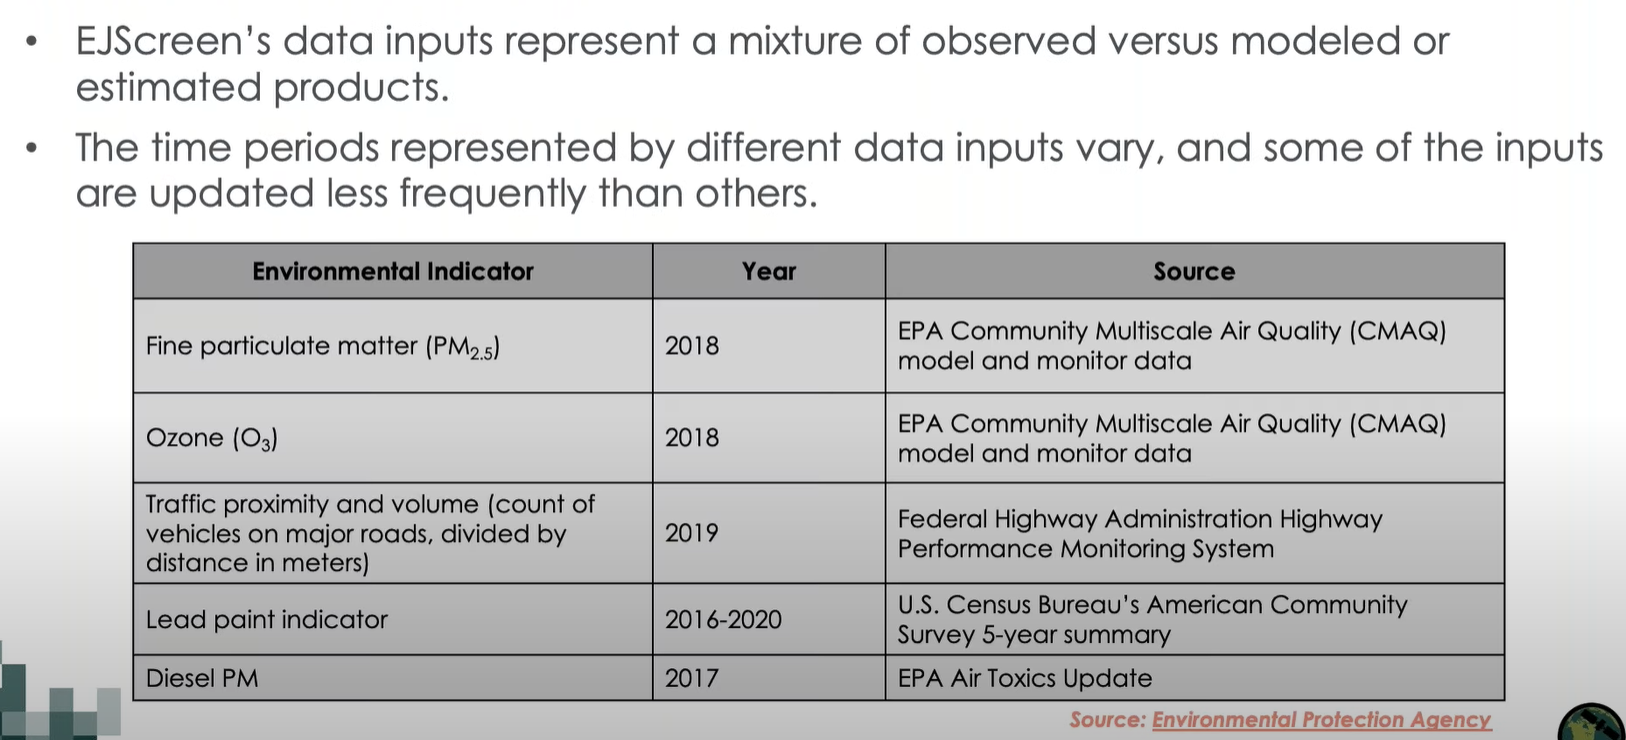 • EJScreen's data inputs represent a mixture of observed versus modeled or
estimated products.
• The time periods represented by different data inputs vary, and some of the inputs
are updated less frequently than others.
Environmental Indicator Year Source
Fine particulate matter (PM2.5) 2018 EPA Community Multiscale Air Quality (CMAQ)
model and monitor data
Ozone (O3) 2018 EPA Community Multiscale Air Quality (CMAQ)
model and monitor data
Traffic proximity and volume (count of
vehicles on major roads, divided by
distance in meters)
2019
Federal Highway Administration Highway
Performance Monitoring System
Lead paint indicator 2016-2020 U.S. Census Bureau's American Community
Survey 5-year summary
Diesel PM 2017 EPA Air Toxics Update
Source: Environmental Protection Agency